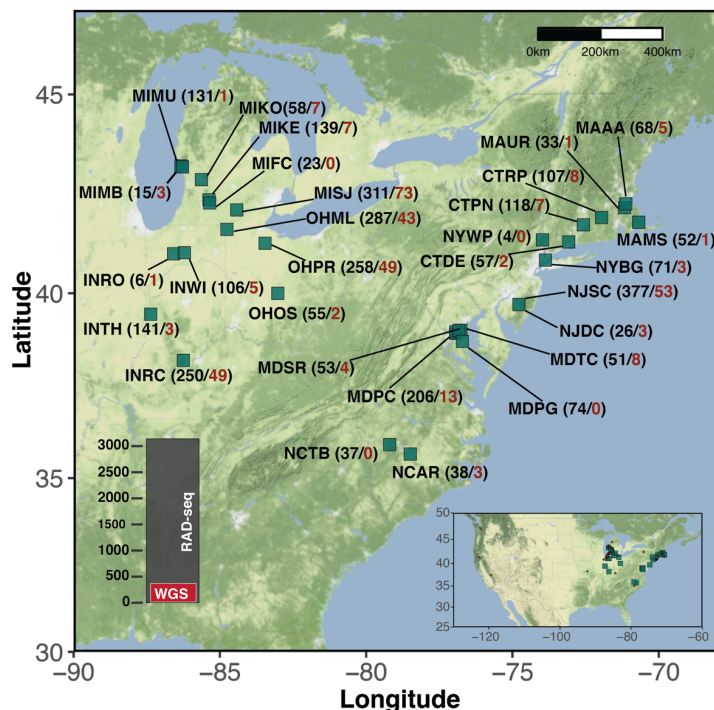 0km 200km 400km
45
40
35
30
Latitude
MIMU (131/1)
MIKO(58/7)
MIKE (139/7)
MIFC (23/0)
MIMB (15/3)
MISJ (311/73)
OHML (287/43)
OHPR (258/49)
INRO (6/1)
INWI (106/5)
OHOS (55/2)
INTH (141/3)
INRC (250/49)
MAAA (68/5)
MAUR (33/1)
CTRP (107/8)
CTPN (118/7)
NYWP (4/0)
CTDE (57/2)
MAMS (52/1)
NYBG (71/3)
NJSC (377/53)
NJDC (26/3)
MDTC (51/8)
MDSR (53/4)
MDPC (206/13)
MDPG (74/0)
NCTB (37/0)
NCAR (38/3)
3000
2500
2000
1500
1000
500
0
RAD-seq
WGS
50
45
40
35
30
25
−120 −100 −80 −60
−90 −85 −80 −75 −70
Longitude